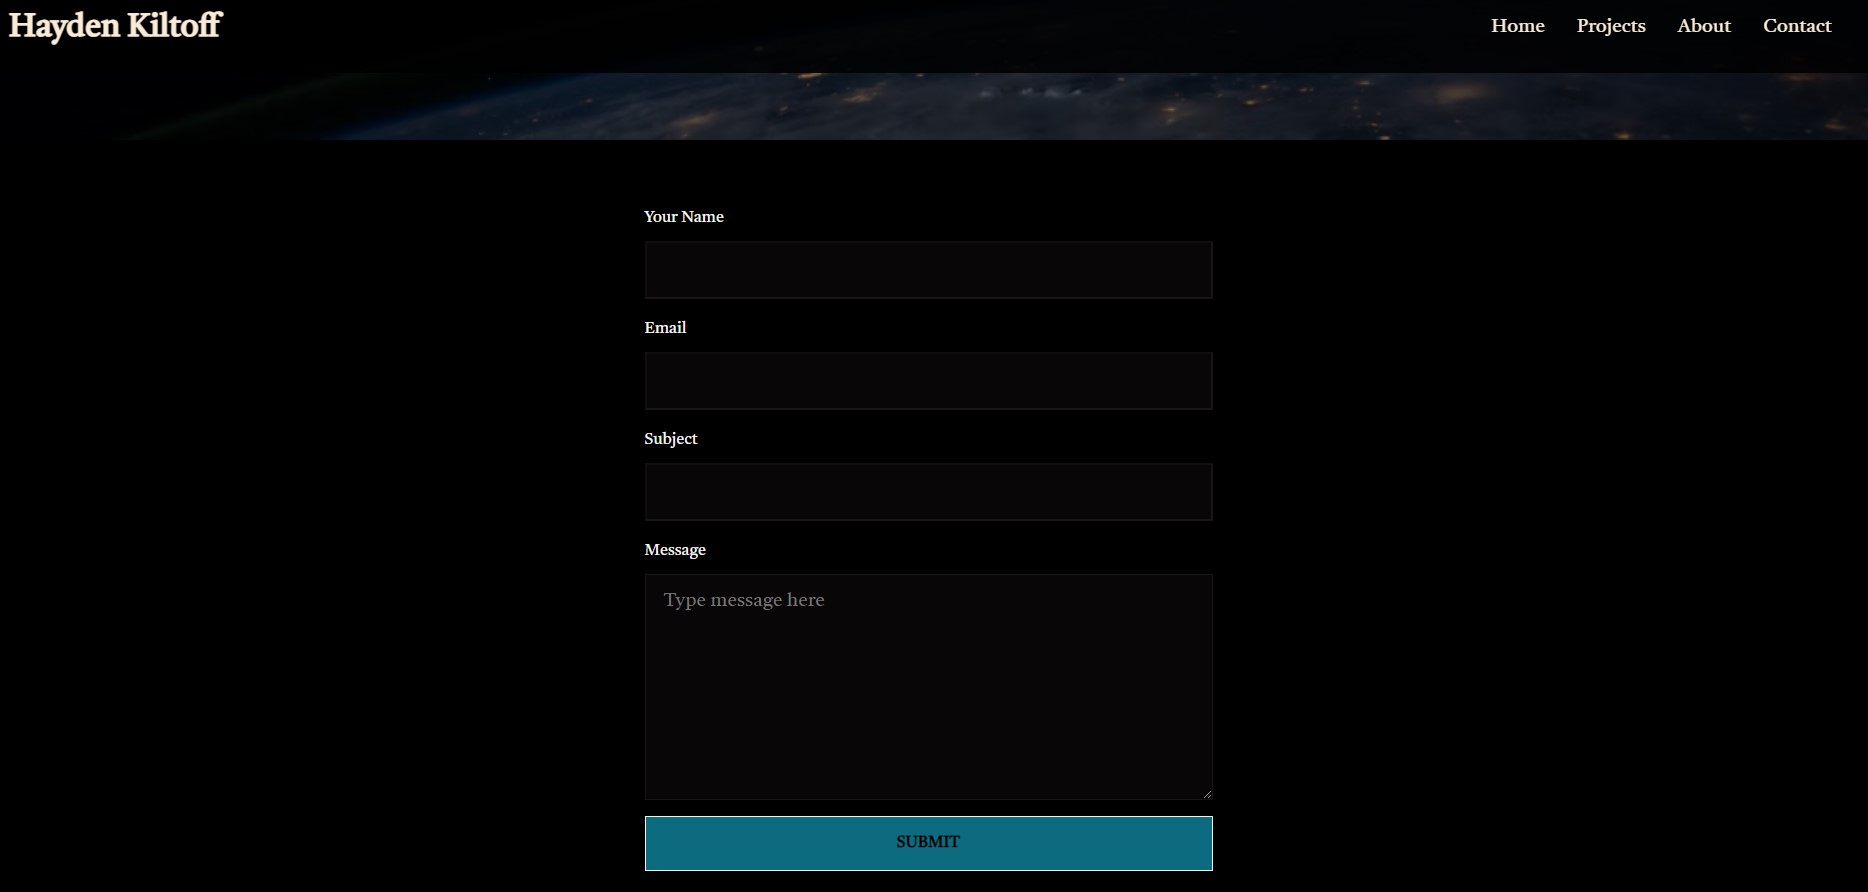 Hayden Kiltoff
Home Projects About Contact
Your Name
Email
Subject
Message
Type message here
SUBMIT